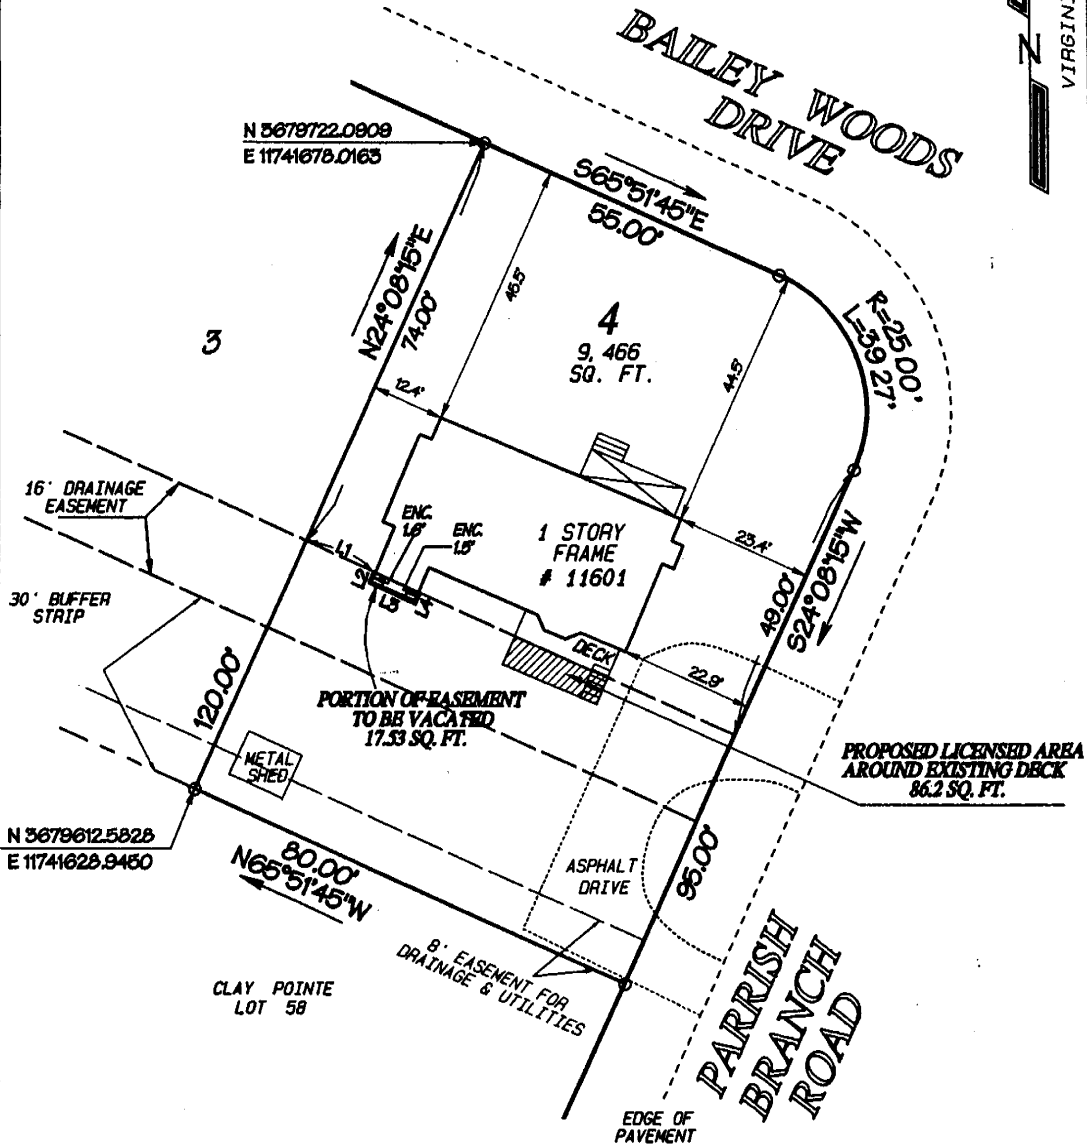 BAILEY WOODS
DRIVE
N
N 3679722.0909
E 11741678.0163
S65°51'45"E
55.00'
N24°08'15"E
74.00'
R=25.00'
L=39.27'
3
4
9,466
SQ. FT.
44.5'
12.4'
16' DRAINAGE
EASEMENT
ENC.
1.6'
ENC.
1.5'
1 STORY
FRAME
# 11601
23.4'
L1
L2
L3
L4
49.00'
S24°08'15"W
30' BUFFER
STRIP
DECK
22.9'
120.00'
PORTION OF EASEMENT
TO BE VACATED
17.53 SQ. FT.
METAL
SHED
PROPOSED LICENSED AREA
AROUND EXISTING DECK
86.2 SQ. FT.
N 3679612.5828
E 11741628.9450
80.00'
N65°51'45"W
ASPHALT
DRIVE
95.00'
8' EASEMENT FOR
DRAINAGE & UTILITIES
CLAY POINTE
LOT 58
PARRISH
BRANCH
ROAD
EDGE OF
PAVEMENT